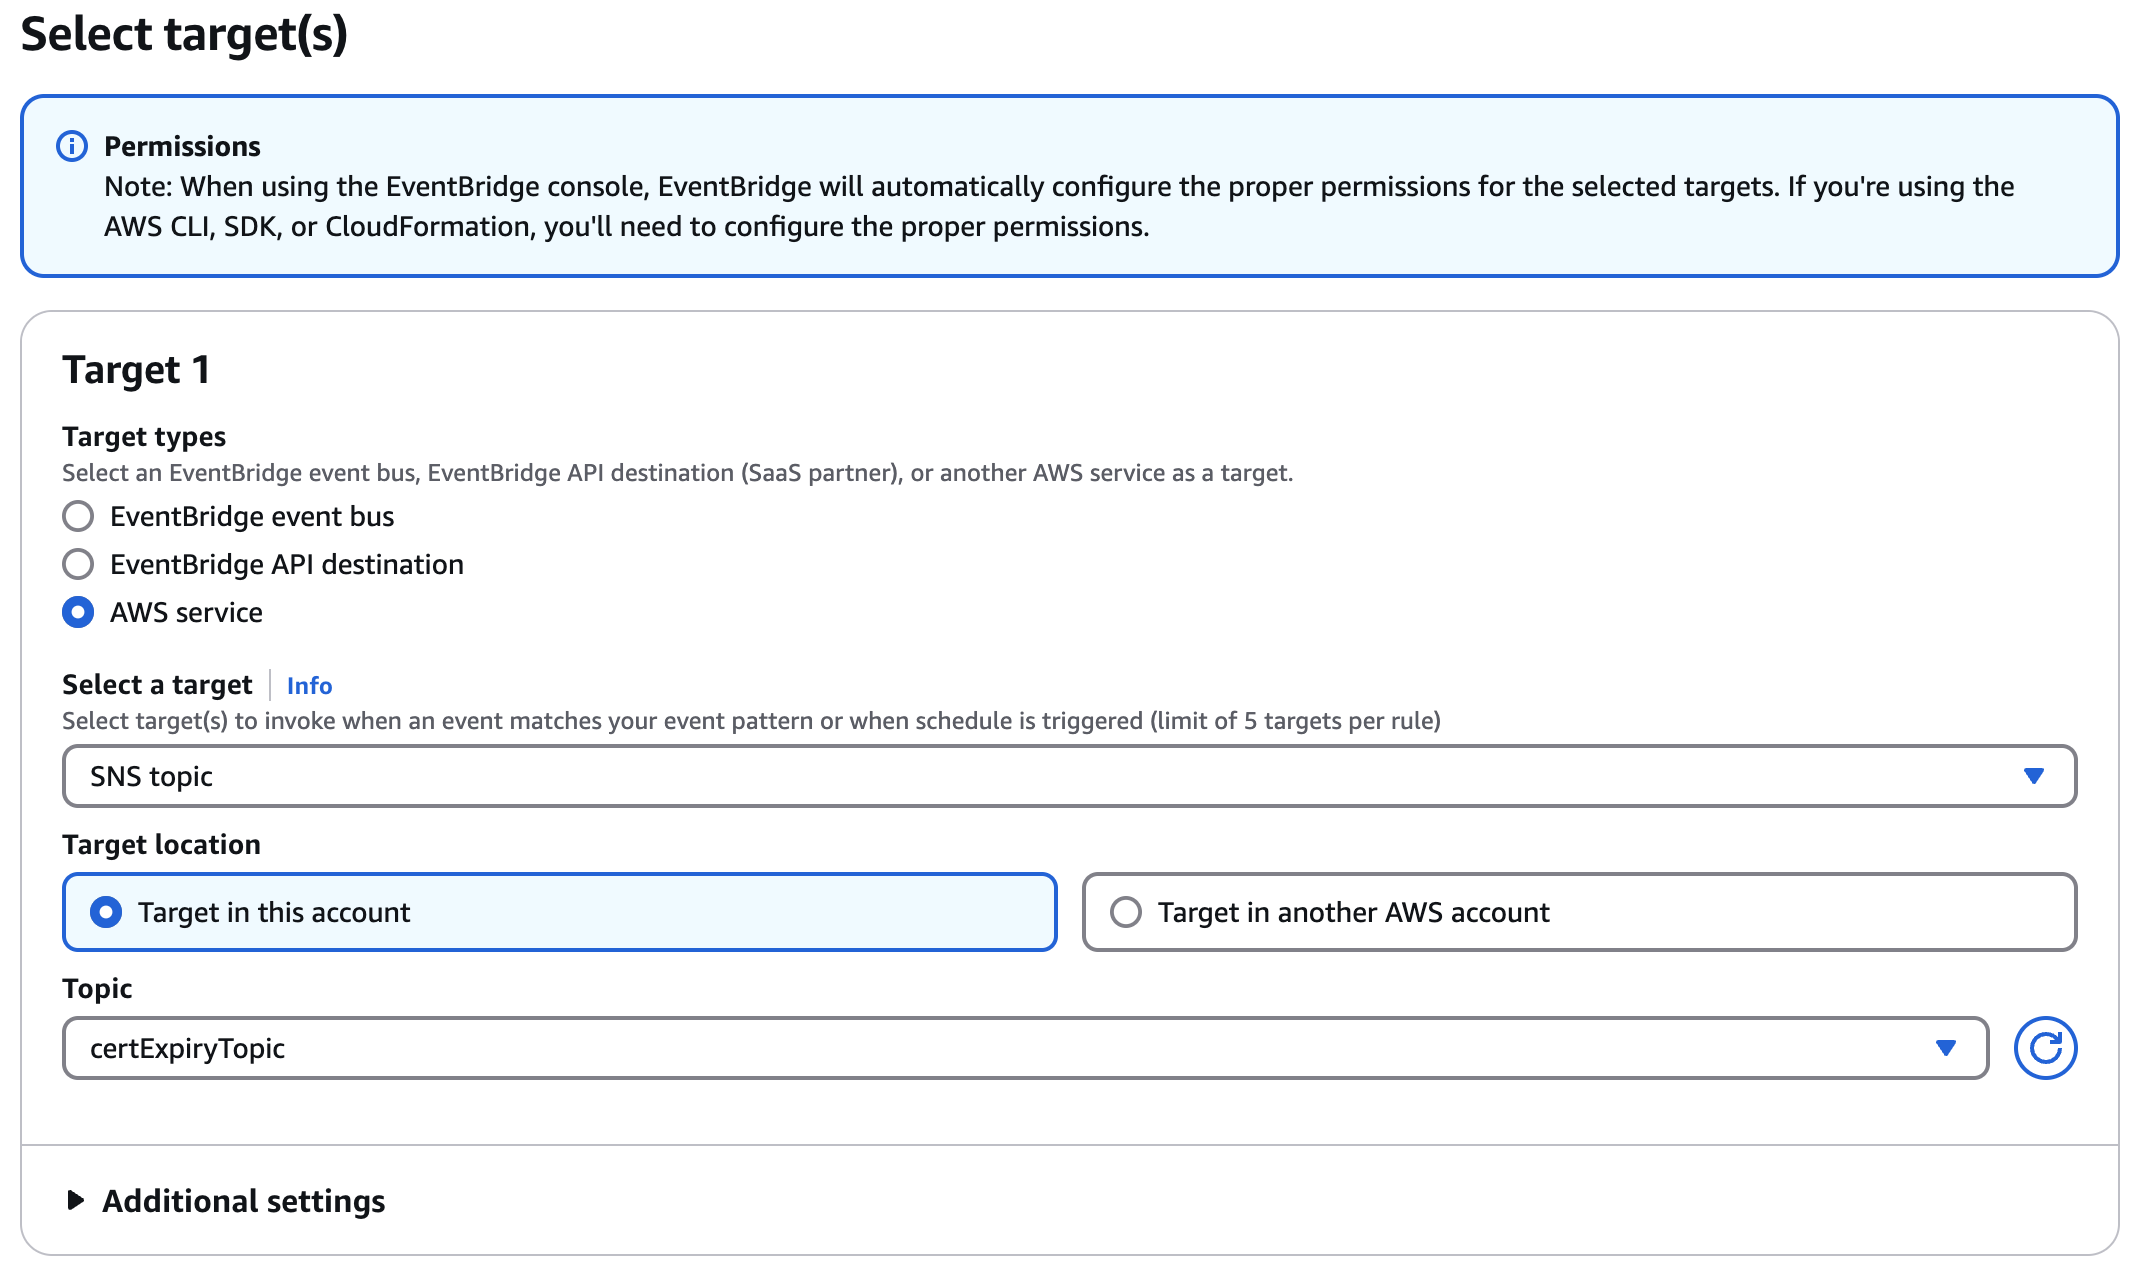 Select target(s)
Permissions
Note: When using the EventBridge console, EventBridge will automatically configure the proper permissions for the selected targets. If you're using the
AWS CLI, SDK, or CloudFormation, you'll need to configure the proper permissions.
Target 1
Target types
Select an EventBridge event bus, EventBridge API destination (SaaS partner), or another AWS service as a target.
EventBridge event bus
EventBridge API destination
AWS service
Select a target Info
Select target(s) to invoke when an event matches your event pattern or when schedule is triggered (limit of 5 targets per rule)
SNS topic
Target location
Target in this account
Target in another AWS account
Topic
certExpiryTopic
Additional settings